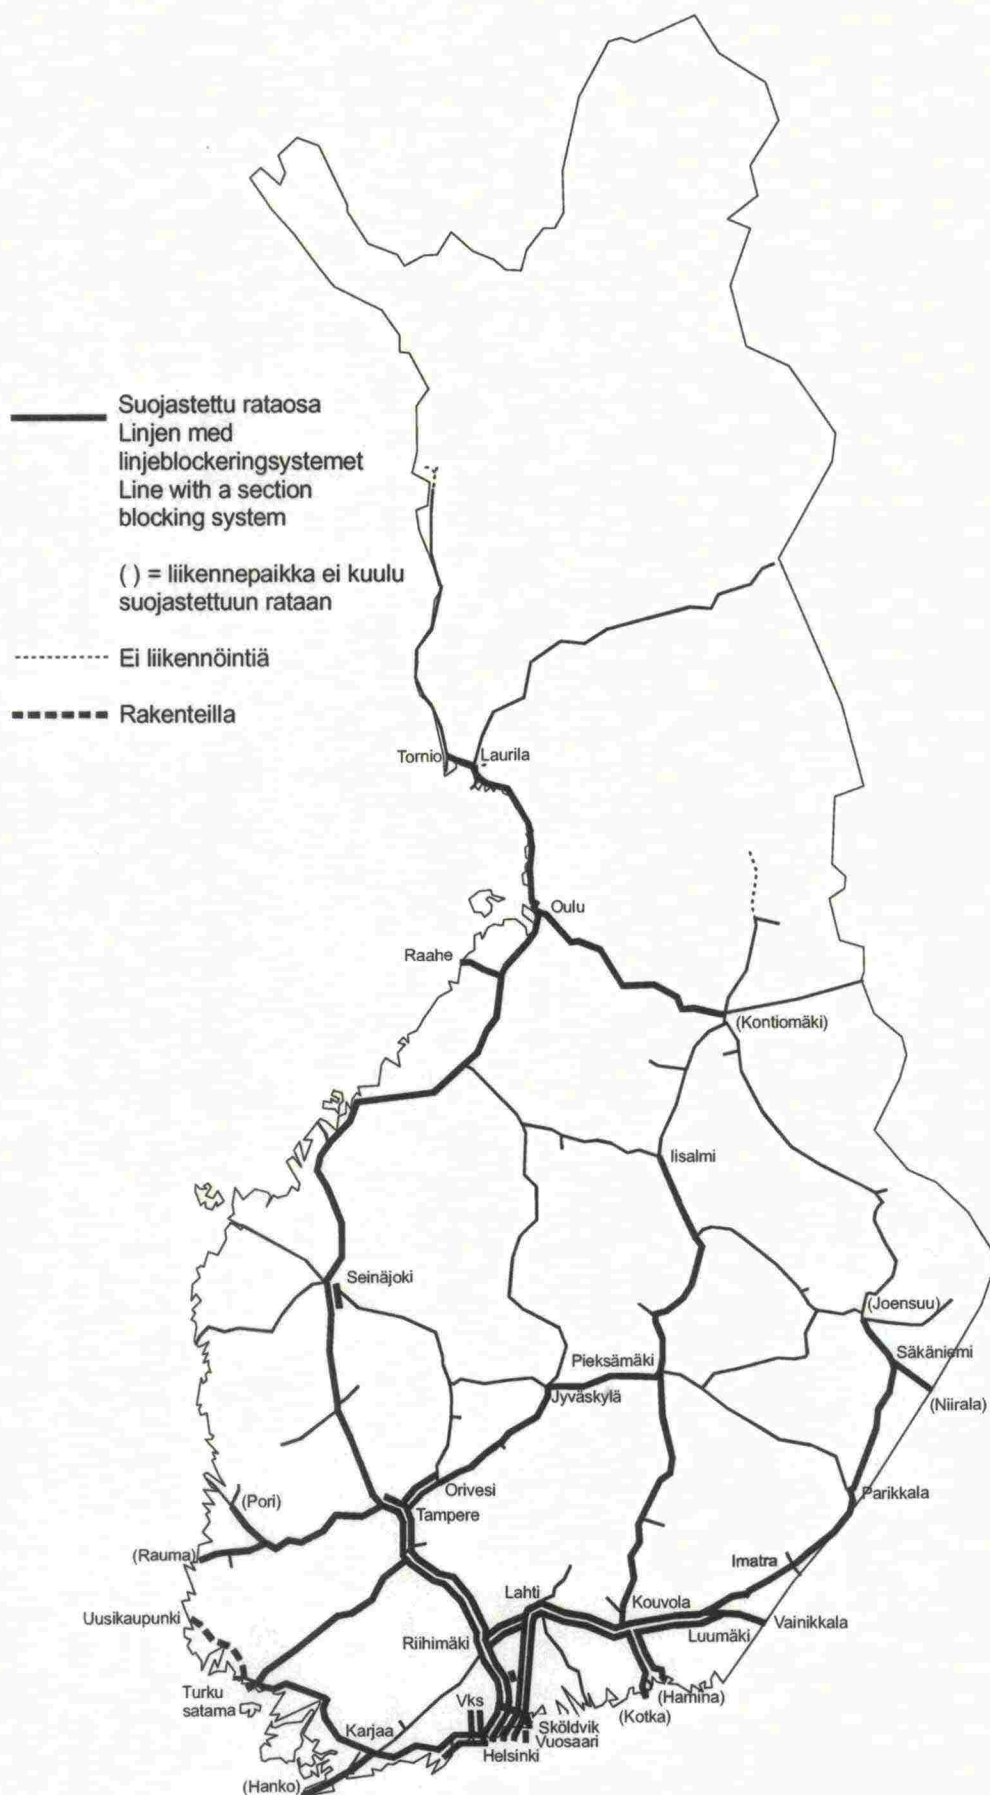 Suojastettu rataosa
Linjen med
linjeblockeringsystemet
Line with a section
blocking system
( ) = liikennepaikka ei kuulu
suojastettuun rataan
Ei liikennöintiä
Rakenteilla
Tornio
Laurila
Oulu
Raahe
(Kontiomäki)
Iisalmi
Seinäjoki
(Joensuu)
Säkäniemi
Pieksämäki
Jyväskylä
(Niirala)
Orivesi
Parikkala
(Pori)
Tampere
(Rauma)
Imatra
Lahti
Kouvola
Uusikaupunki
Vainikkala
Luumäki
Riihimäki
Turku
satama
Vks
(Hamina)
(Kotka)
Karjaa
Sköldvik
Vuosaari
Helsinki
(Hanko)